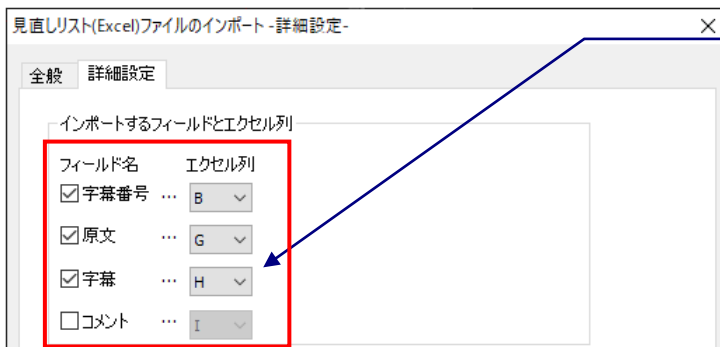 見直しリスト(Excel)ファイルのインポート -詳細設定-
全般 詳細設定
インポートするフィールドとエクセル列
フィールド名 エクセル列
字幕番号 … B
原文 … G
字幕 … H
コメント … I